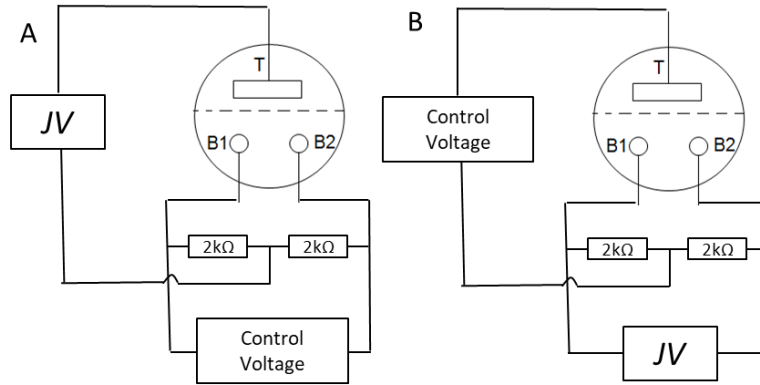 A
T
JV
B1
B2
2kΩ
2kΩ
Control
Voltage
B
T
Control
Voltage
B1
B2
2kΩ
2kΩ
JV